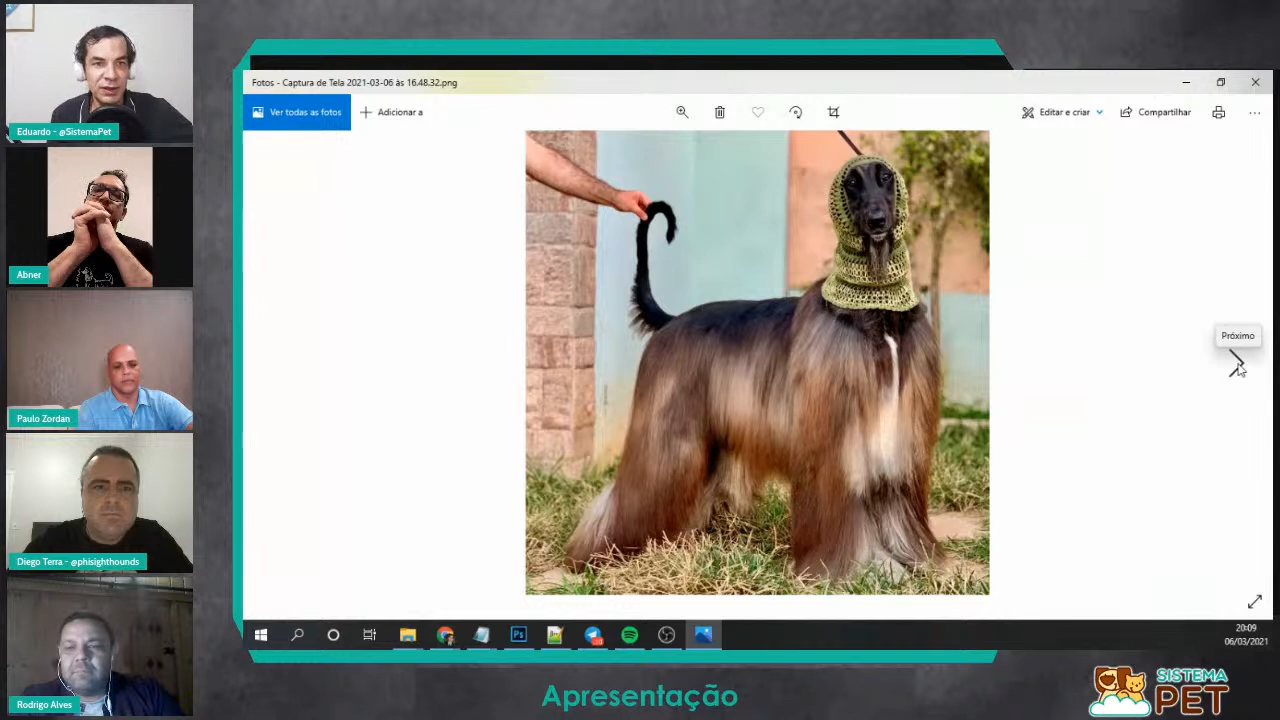 Eduardo - @SistemaPet
Abner
Paulo Zordan
Diego Terra - @phisighthounds
Rodrigo Alves
Fotos - Captura de Tela 2021-03-06 às 16.48.32.png
Ver todas as fotos
Adicionar a
Editar e criar
Compartilhar
Próximo
Ps
20:09
06/03/2021
Apresentação
SISTEMA
PET